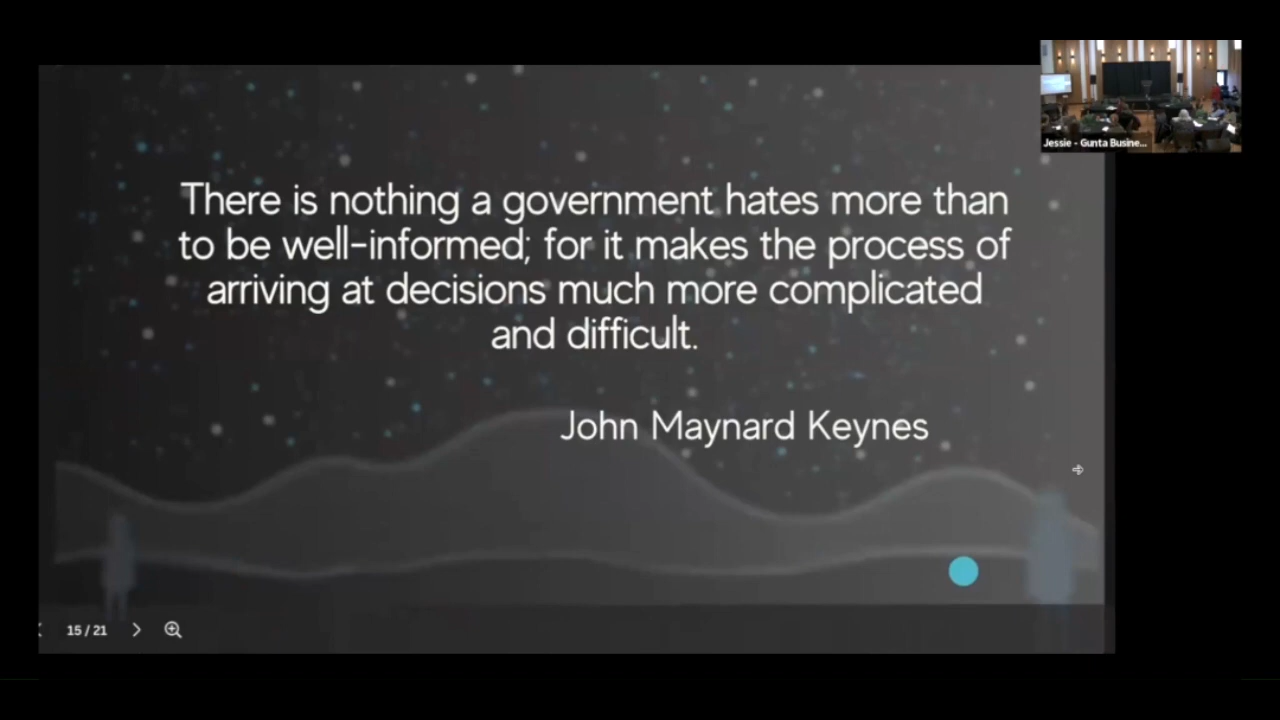 Jessie - Gunta Busine...
There is nothing a government hates more than
to be well-informed; for it makes the process of
arriving at decisions much more complicated
and difficult.
John Maynard Keynes
15 / 21